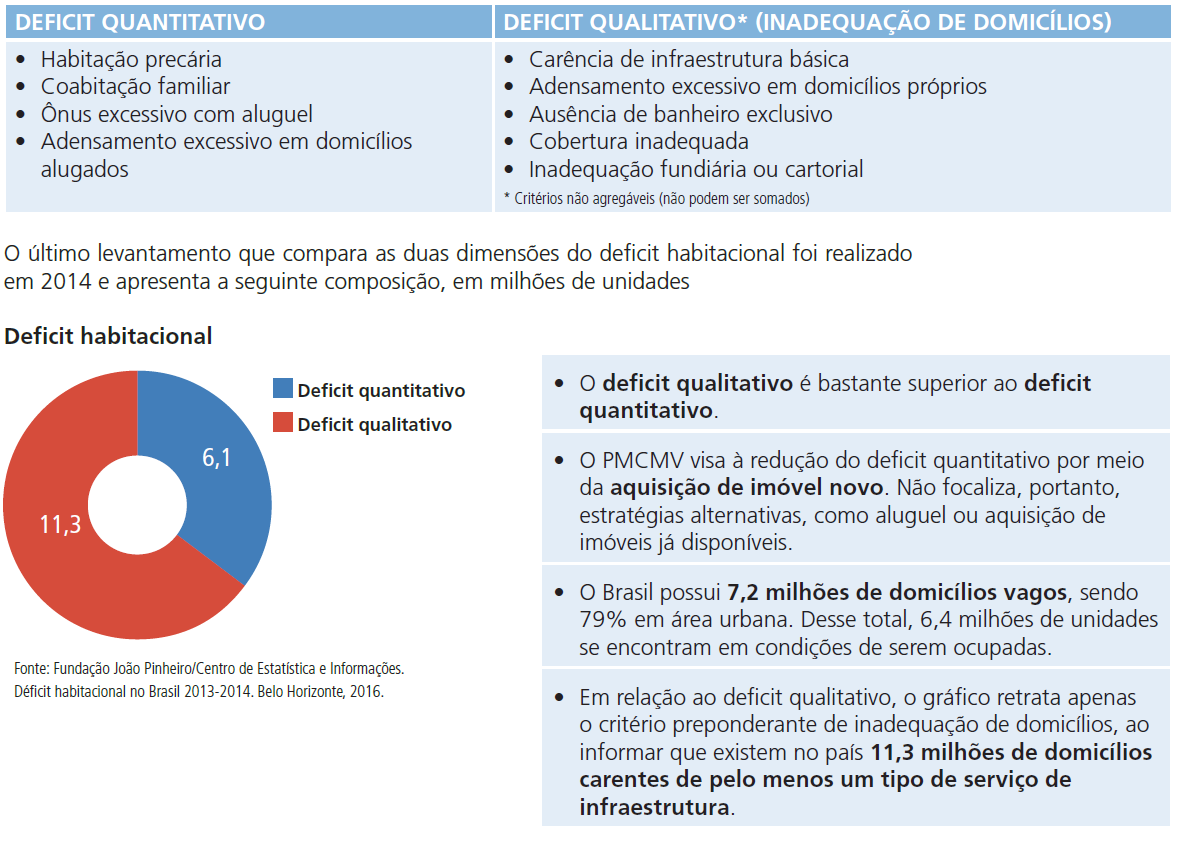 DEFICIT QUANTITATIVO
• Habitação precária
• Coabitação familiar
• Ônus excessivo com aluguel
• Adensamento excessivo em domicílios
alugados
DEFICIT QUALITATIVO* (INADEQUAÇÃO DE DOMICÍLIOS)
• Carência de infraestrutura básica
• Adensamento excessivo em domicílios próprios
• Ausência de banheiro exclusivo
• Cobertura inadequada
• Inadequação fundiária ou cartorial
* Critérios não agregáveis (não podem ser somados)
O último levantamento que compara as duas dimensões do deficit habitacional foi realizado
em 2014 e apresenta a seguinte composição, em milhões de unidades
Deficit habitacional
Deficit quantitativo
Deficit qualitativo
6,1
11,3
Fonte: Fundação João Pinheiro/Centro de Estatística e Informações.
Déficit habitacional no Brasil 2013-2014. Belo Horizonte, 2016.
• O deficit qualitativo é bastante superior ao deficit
quantitativo.
• O PMCMV visa à redução do deficit quantitativo por meio
da aquisição de imóvel novo. Não focaliza, portanto,
estratégias alternativas, como aluguel ou aquisição de
imóveis já disponíveis.
• O Brasil possui 7,2 milhões de domicílios vagos, sendo
79% em área urbana. Desse total, 6,4 milhões de unidades
se encontram em condições de serem ocupadas.
• Em relação ao deficit qualitativo, o gráfico retrata apenas
o critério preponderante de inadequação de domicílios, ao
informar que existem no país 11,3 milhões de domicílios
carentes de pelo menos um tipo de serviço de
infraestrutura.